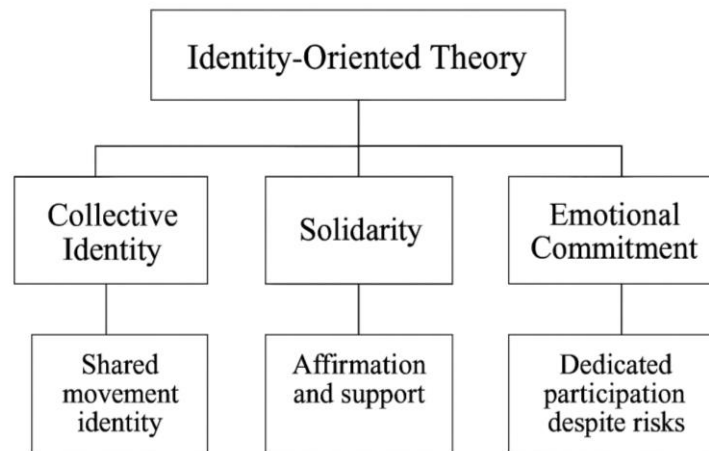 Identity-Oriented Theory
Collective
Identity
Solidarity
Emotional
Commitment
Shared
movement
identity
Affirmation
and support
Dedicated
participation
despite risks